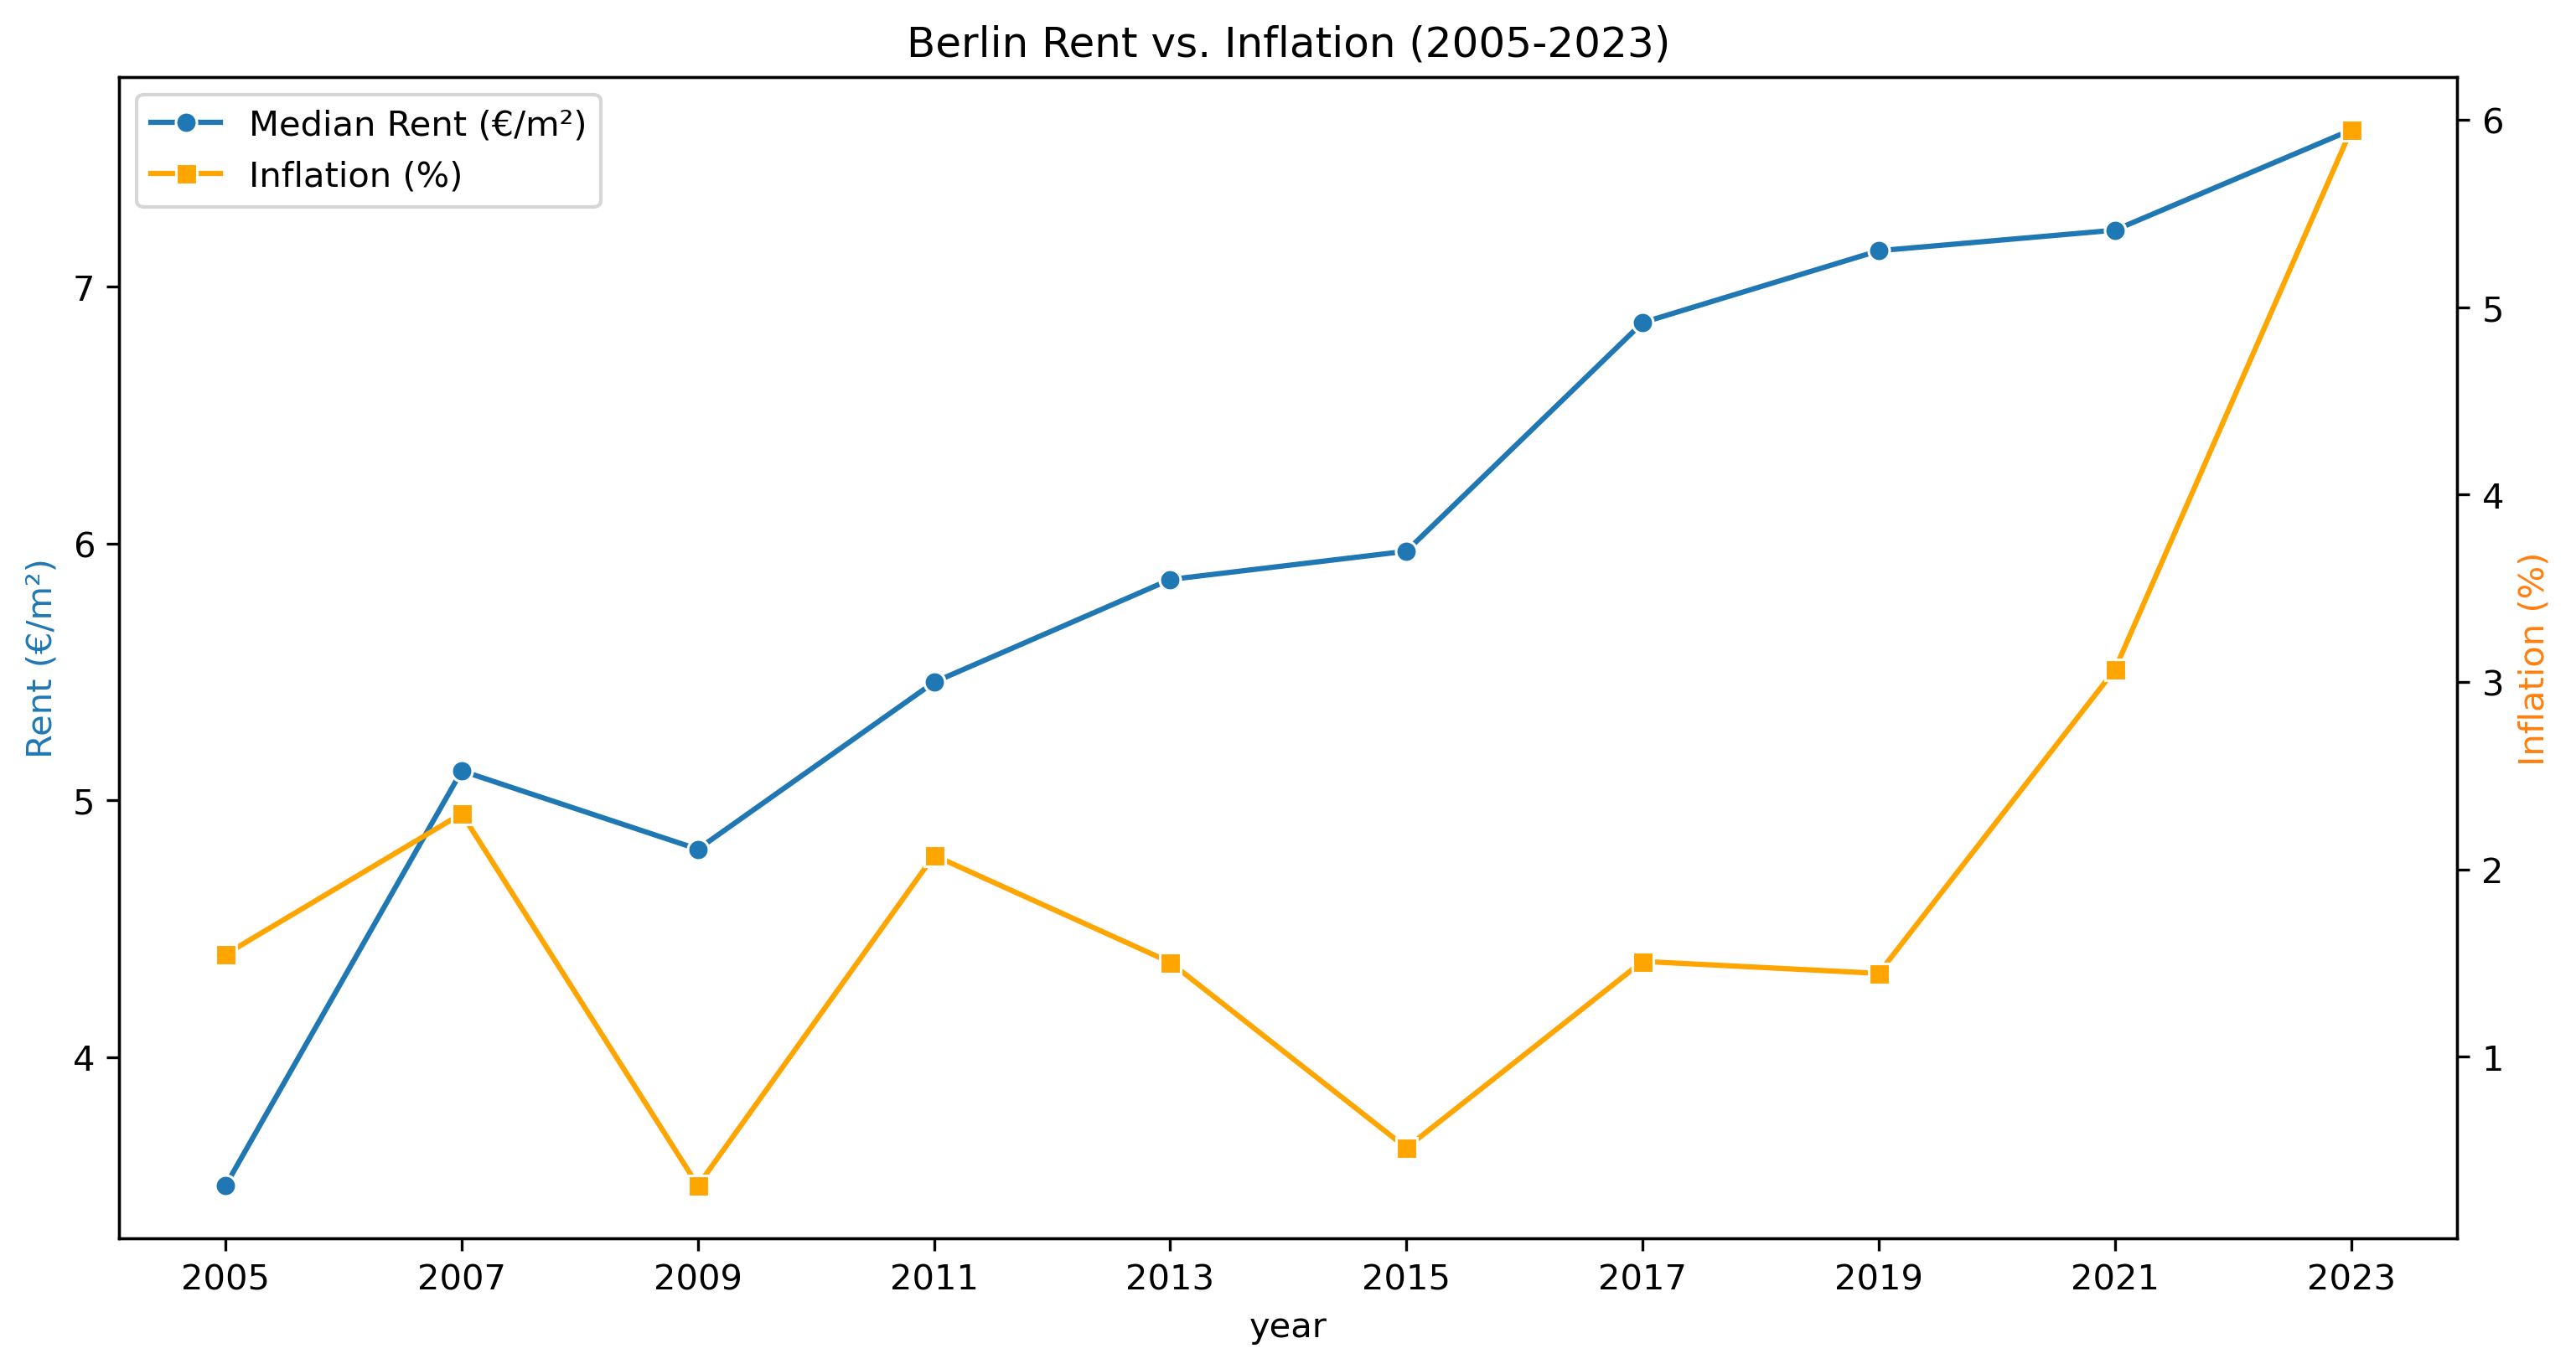 Berlin Rent vs. Inflation (2005-2023)
Median Rent (€/m²)
Inflation (%)
Rent (€/m²)
7
6
5
4
6
5
4
3
2
1
Inflation (%)
2005 2007 2009 2011 2013 2015 2017 2019 2021 2023
year